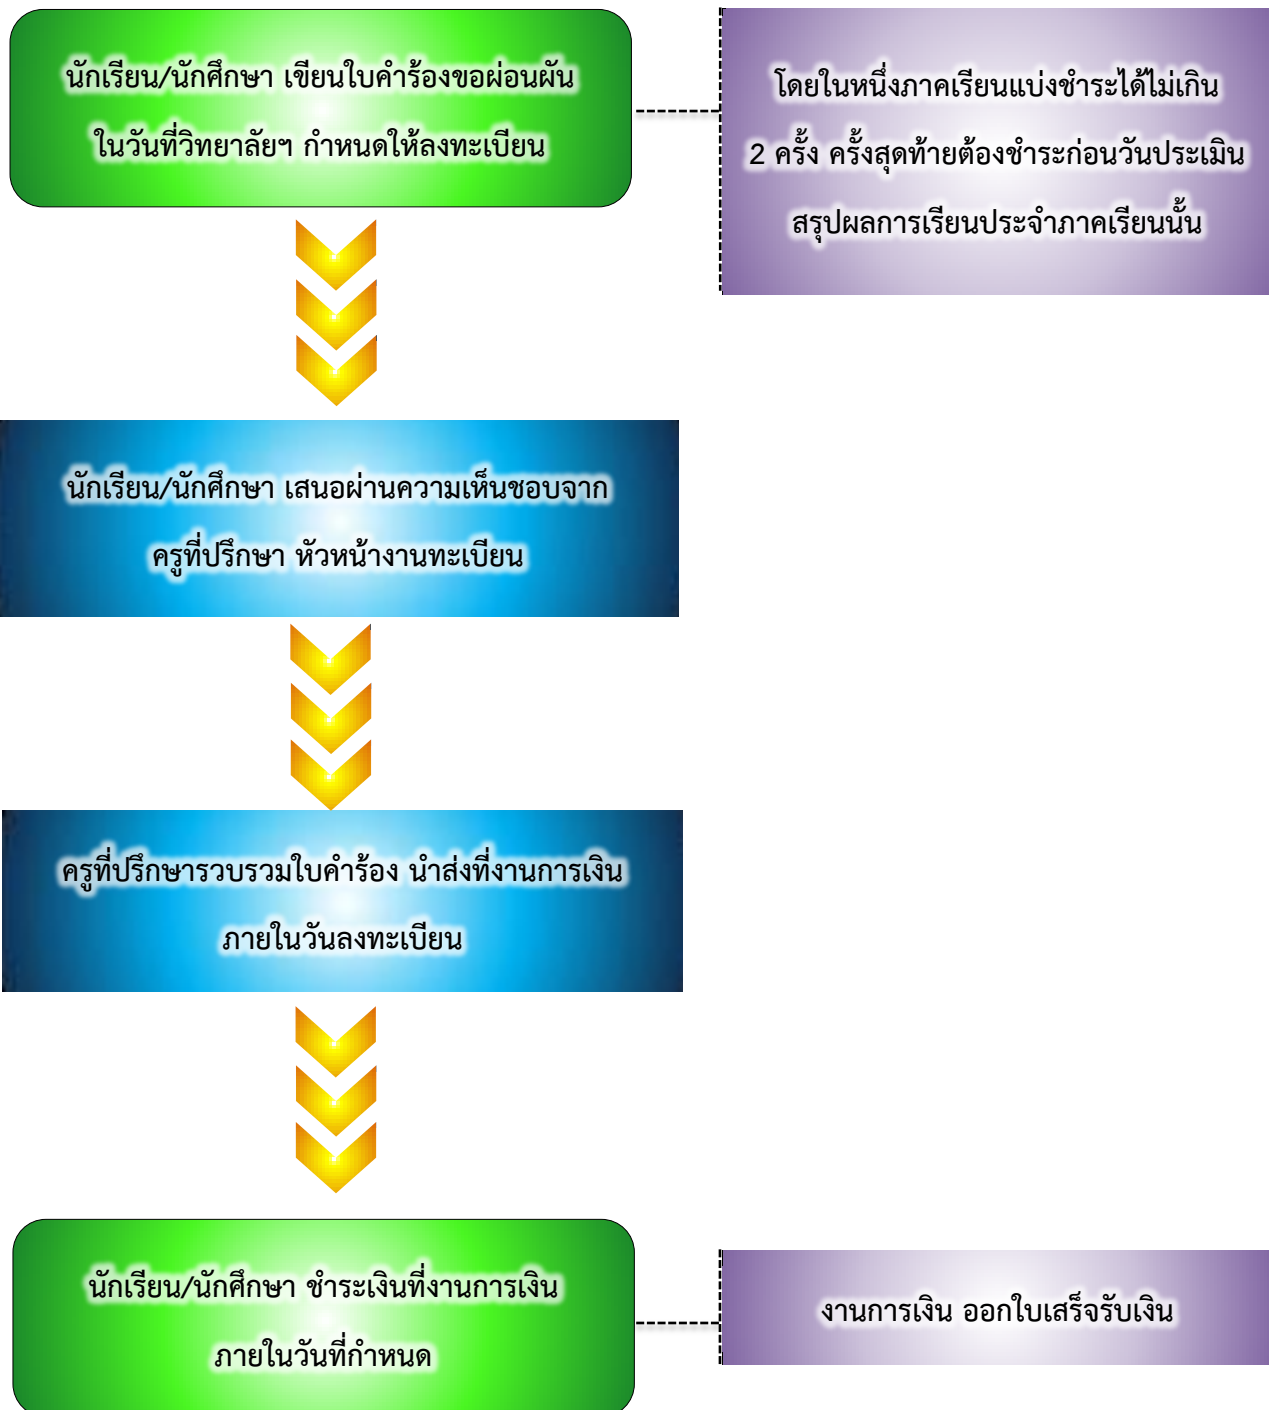 นักเรียน/นักศึกษา เขียนใบคำร้องขอผ่อนผัน
ในวันที่วิทยาลัยฯ กำหนดให้ลงทะเบียน
โดยในหนึ่งภาคเรียนแบ่งชำระได้ไม่เกิน
2 ครั้ง ครั้งสุดท้ายต้องชำระก่อนวันประเมิน
สรุปผลการเรียนประจำภาคเรียนนั้น
นักเรียน/นักศึกษา เสนอผ่านความเห็นชอบจาก
ครูที่ปรึกษา หัวหน้างานทะเบียน
ครูที่ปรึกษารวบรวมใบคำร้อง นำส่งที่งานการเงิน
ภายในวันลงทะเบียน
นักเรียน/นักศึกษา ชำระเงินที่งานการเงิน
ภายในวันที่กำหนด
งานการเงิน ออกใบเสร็จรับเงิน